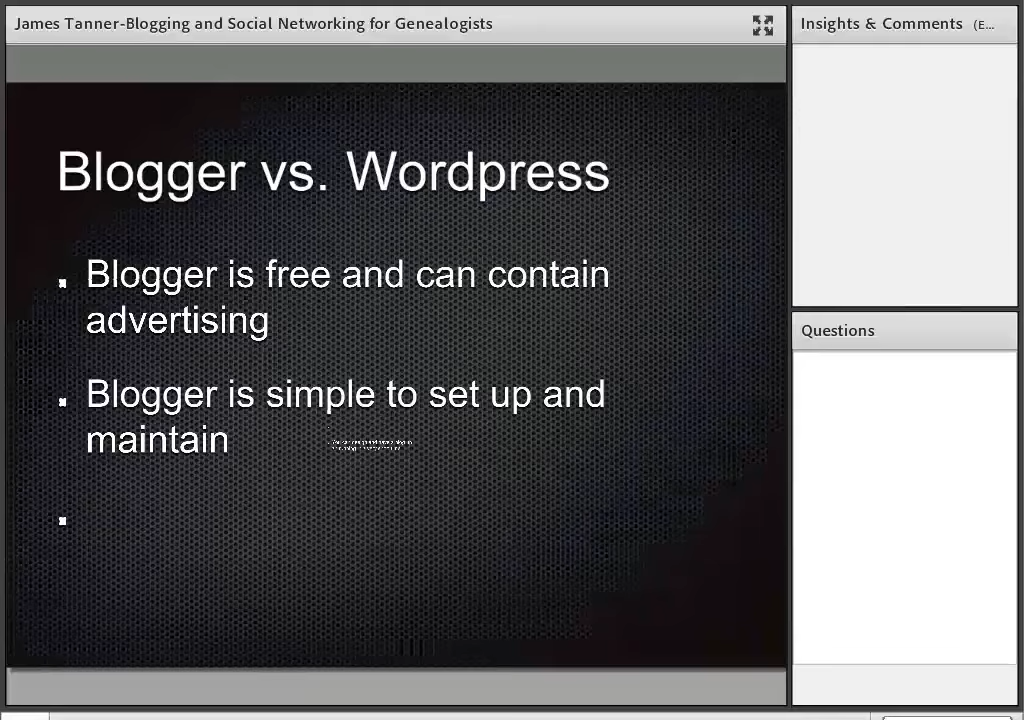 James Tanner-Blogging and Social Networking for Genealogists
Insights & Comments (E...
Blogger vs. Wordpress
Blogger is free and can contain
advertising
Blogger is simple to set up and
maintain
Questions